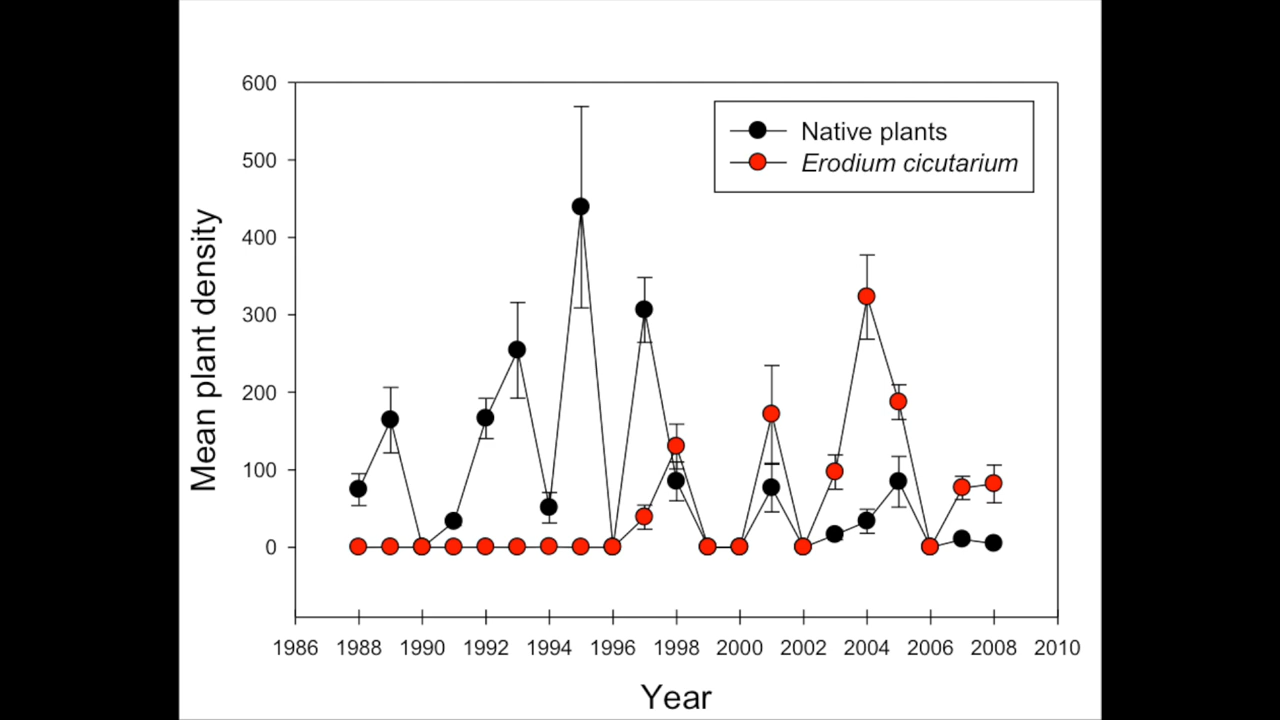 600
500
400
300
200
100
0
Mean plant density
Native plants
Erodium cicutarium
1986 1988 1990 1992 1994 1996 1998 2000 2002 2004 2006 2008 2010
Year